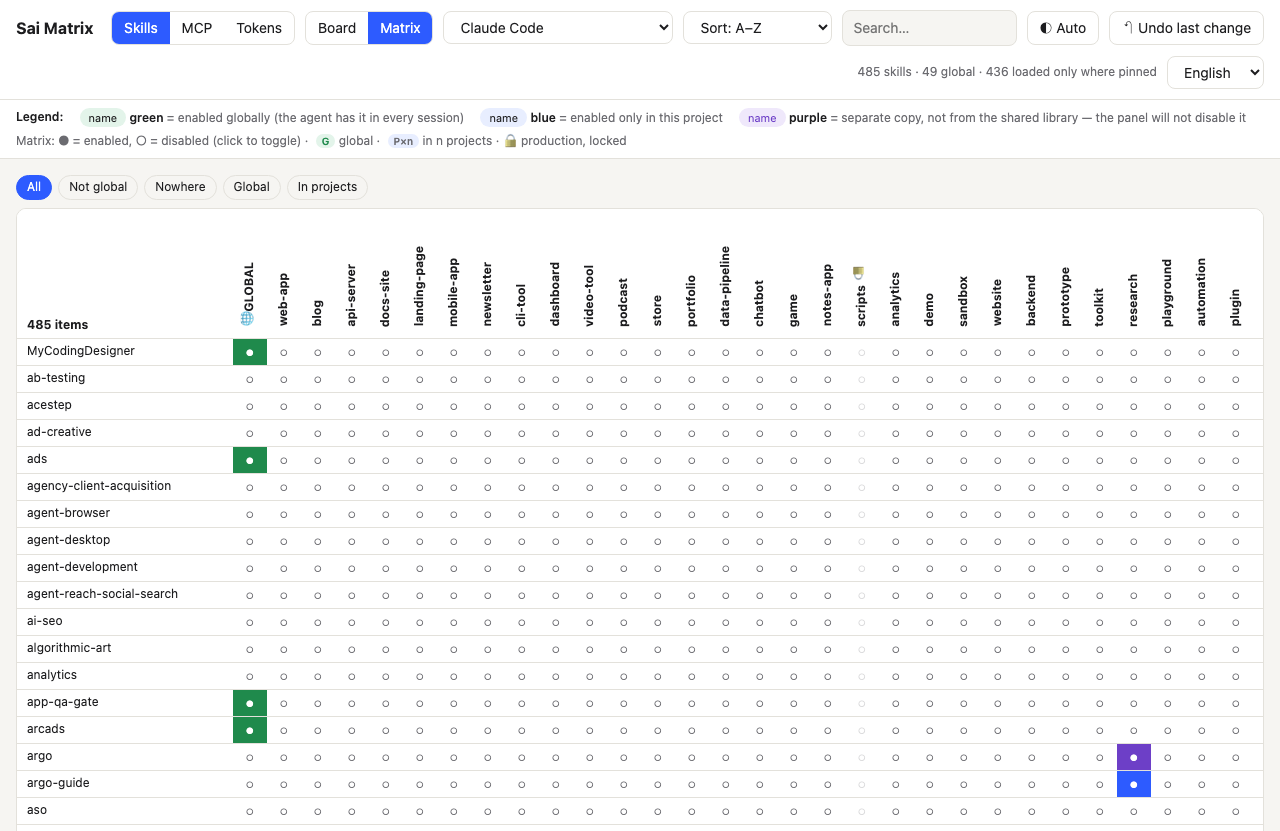 Sai Matrix Skills MCP Tokens Board Matrix Claude Code Sort: A–Z Search... Auto Undo last change
485 skills · 49 global · 436 loaded only where pinned English
Legend: name green = enabled globally (the agent has it in every session) name blue = enabled only in this project name purple = separate copy, not from the shared library — the panel will not disable it
Matrix: ● = enabled, ○ = disabled (click to toggle) · G global · P×n in n projects · 🔒 production, locked
All Not global Nowhere Global In projects
485 items 🌐GLOBAL web-app blog api-server docs-site landing-page mobile-app newsletter cli-tool dashboard video-tool podcast store portfolio data-pipeline chatbot game notes-app scripts 🔒 analytics demo sandbox website backend prototype toolkit research playground automation plugin
MyCodingDesigner
ab-testing
acestep
ad-creative
ads
agency-client-acquisition
agent-browser
agent-desktop
agent-development
agent-reach-social-search
ai-seo
algorithmic-art
analytics
app-qa-gate
arcads
argo
argo-guide
aso